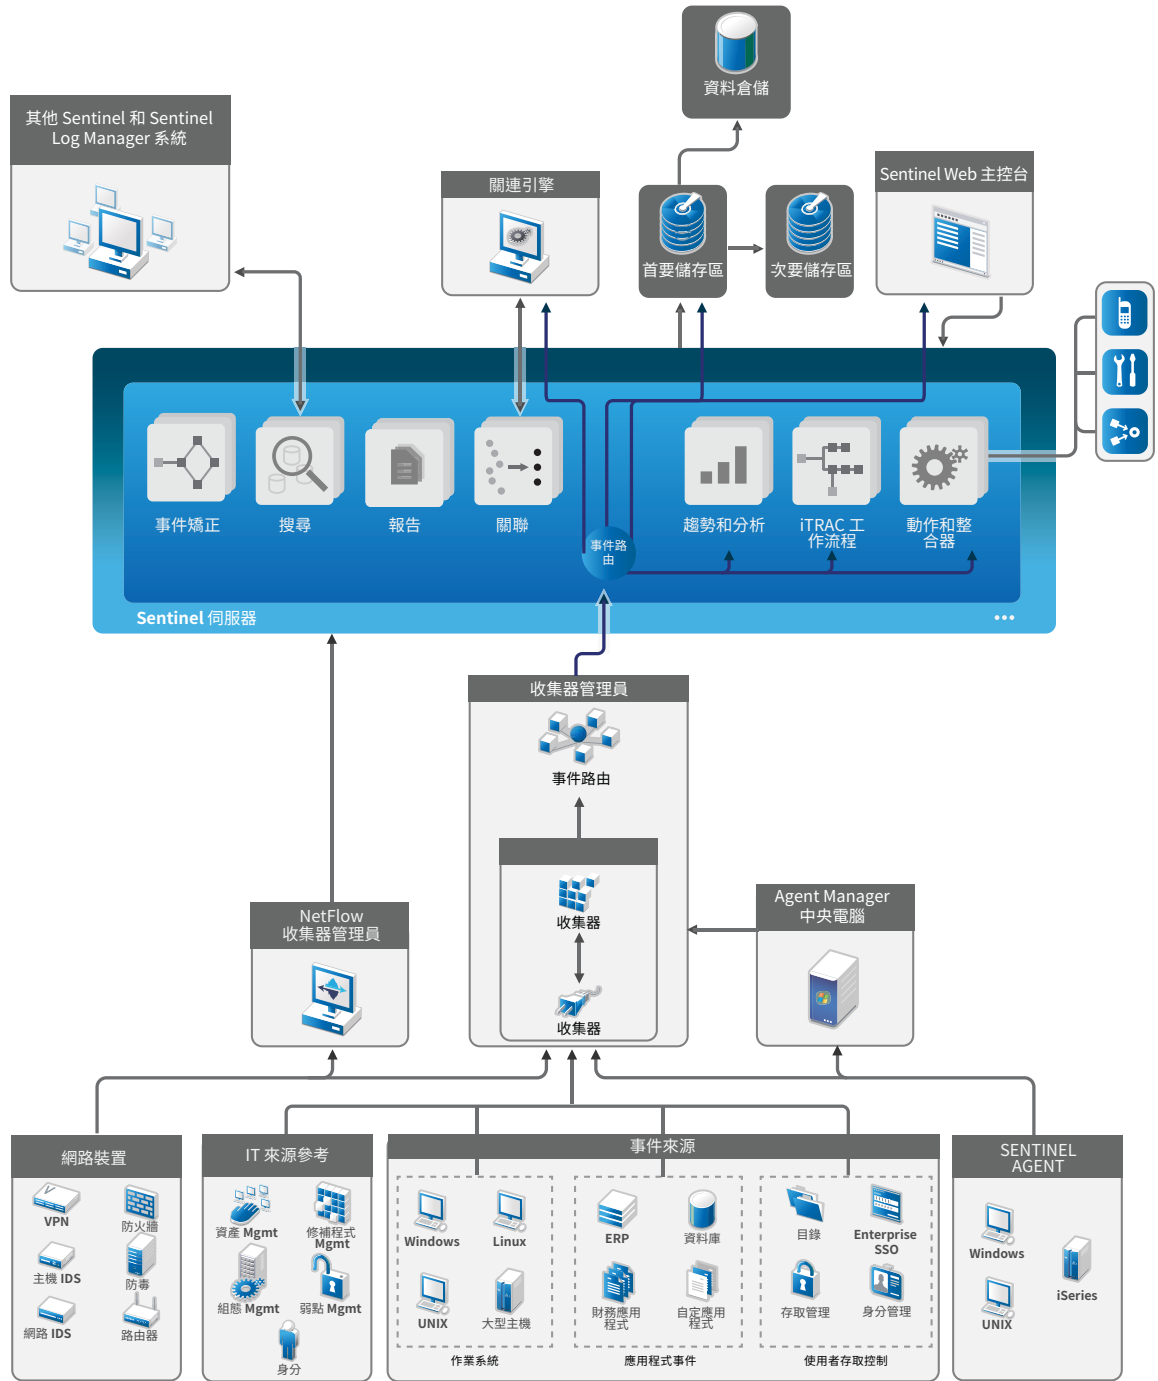 資料倉儲
其他 Sentinel 和 Sentinel
Log Manager 系統
關連引擎
首要儲存區
次要儲存區
Sentinel Web 主控台
事件矯正
搜尋
報告
關聯
事件路
由
趨勢和分析
iTRAC 工
作流程
動作和整
合器
Sentinel 伺服器
收集器管理員
事件路由
收集器
收集器
NetFlow
收集器管理員
Agent Manager
中央電腦
網路裝置
VPN
防火牆
主機 IDS
防毒
網路 IDS
路由器
IT 來源參考
資產 Mgmt
修補程式
Mgmt
組態 Mgmt
弱點 Mgmt
身分
事件來源
Windows
Linux
UNIX
大型主機
作業系統
ERP
資料庫
財務應用
程式
自定應用
程式
應用程式事件
目錄
Enterprise
SSO
存取管理
身分管理
使用者存取控制
SENTINEL
AGENT
Windows
UNIX
iSeries